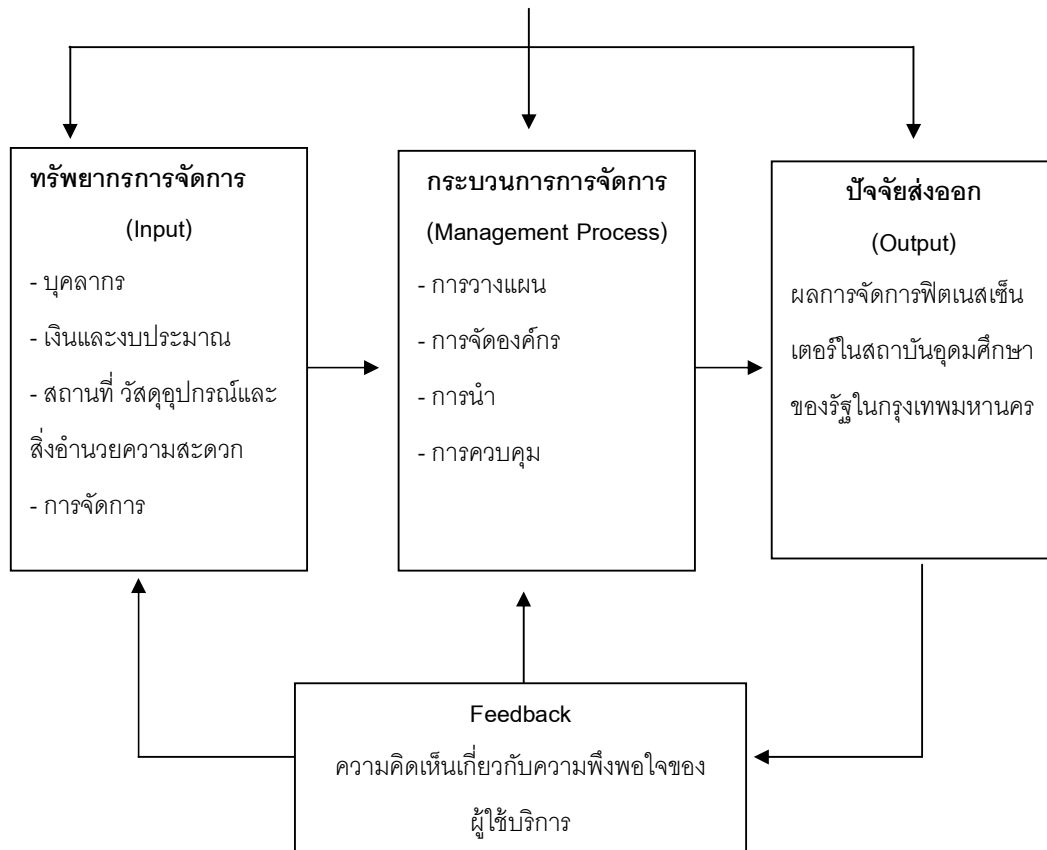 ทรัพยากรการจัดการ
(Input)
- บุคลากร
- เงินและงบประมาณ
- สถานที่ วัสดุอุปกรณ์และ
สิ่งอำนวยความสะดวก
- การจัดการ
กระบวนการการจัดการ
(Management Process)
- การวางแผน
- การจัดองค์กร
- การนำ
- การควบคุม
ปัจจัยส่งออก
(Output)
ผลการจัดการฟิตเนสเซ็น
เตอร์ในสถาบันอุดมศึกษา
ของรัฐในกรุงเทพมหานคร
Feedback
ความคิดเห็นเกี่ยวกับความพึงพอใจของ
ผู้ใช้บริการ